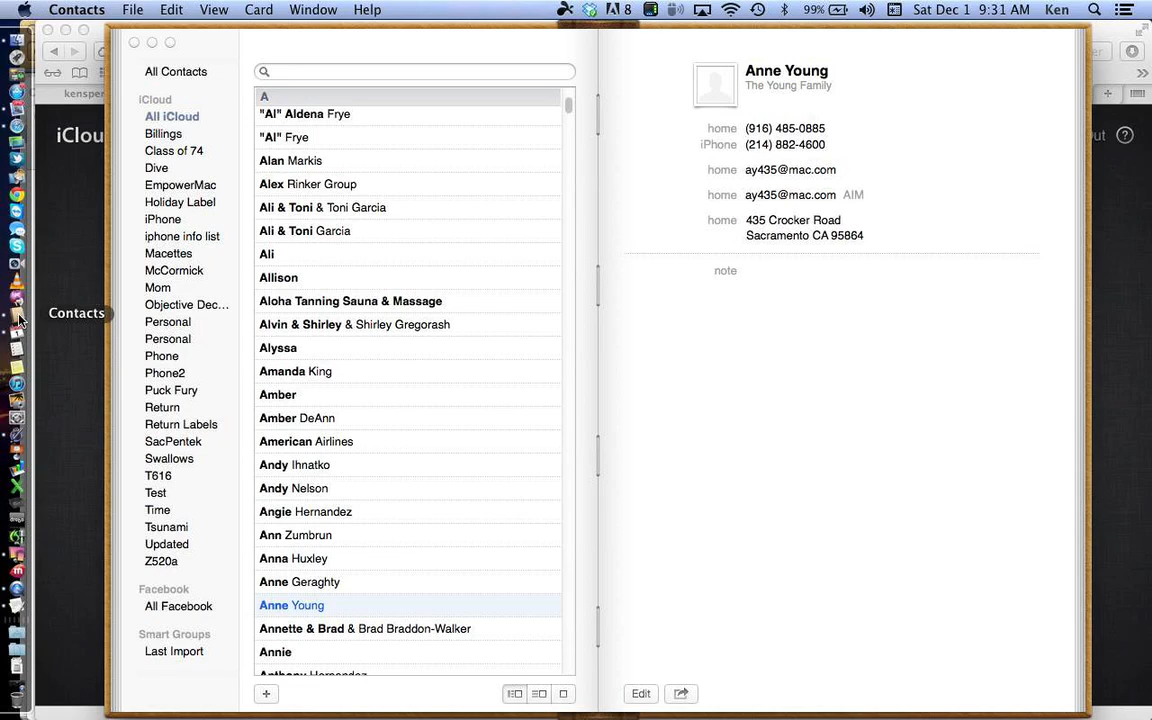 Contacts File Edit View Card Window Help
8 99% Sat Dec 1 9:31 AM Ken
kensper
iCloud
?
Contacts
All Contacts
iCloud
All iCloud
Billings
Class of 74
Dive
EmpowerMac
Holiday Label
iPhone
iphone info list
Macettes
McCormick
Mom
Objective Dec...
Personal
Personal
Phone
Phone2
Puck Fury
Return
Return Labels
SacPentek
Swallows
T616
Test
Time
Tsunami
Updated
Z520a
Facebook
All Facebook
Smart Groups
Last Import
A
"Al" Aldena Frye
"Al" Frye
Alan Markis
Alex Rinker Group
Ali & Toni & Toni Garcia
Ali & Toni Garcia
Ali
Allison
Aloha Tanning Sauna & Massage
Alvin & Shirley & Shirley Gregorash
Alyssa
Amanda King
Amber
Amber DeAnn
American Airlines
Andy Ihnatko
Andy Nelson
Angie Hernandez
Ann Zumbrun
Anna Huxley
Anne Geraghty
Anne Young
Annette & Brad & Brad Braddon-Walker
Annie
Anthony Hernandez
Anne Young
The Young Family
home (916) 485-0885
iPhone (214) 882-4600
home ay435@mac.com
home ay435@mac.com AIM
home 435 Crocker Road
Sacramento CA 95864
note
Edit